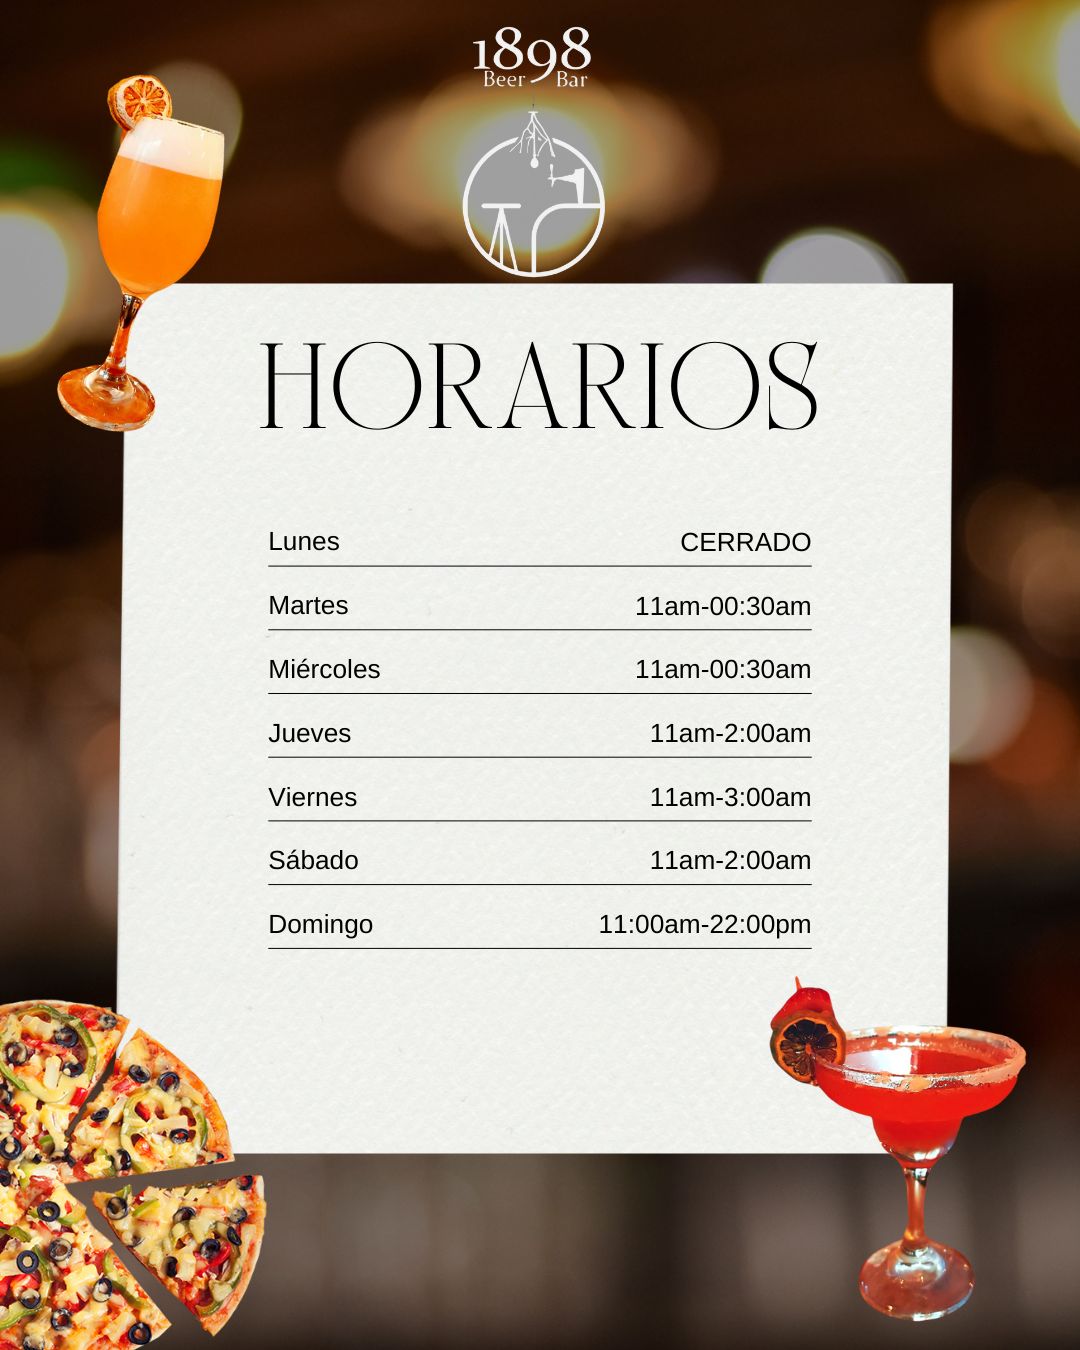 1898
Beer Bar
HORARIOS
Lunes CERRADO
Martes 11am-00:30am
Miércoles 11am-00:30am
Jueves 11am-2:00am
Viernes 11am-3:00am
Sábado 11am-2:00am
Domingo 11:00am-22:00pm